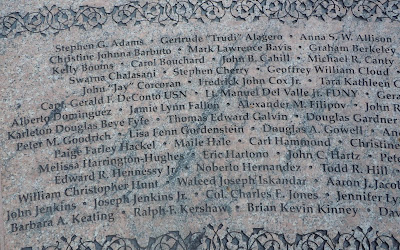 Stephen G. Adams • Gertrude "Trudi" Alagero • Anna S. W. Allison
Christine Johnna Barbuto • Mark Lawrence Bavis • Graham Berkeley
Kelly Booms • Carol Bouchard • John B. Cahill • Michael R. Canty
Swarna Chalasani • Stephen Cherry • Geoffrey William Cloud
John "Jay" Corcoran • Frederick John Cox Jr. • Tara Kathleen
Capt. Gerald F. DeConto USN • Lt. Manuel Del Valle Jr. FDNY
Alberto Dominguez • Jamie Lynn Fallon • Alexander M. Filipov • John R
Karleton Douglas Beye Fyfe • Thomas Edward Galvin • Douglas Gardner
Peter M. Goodrich • Lisa Fenn Gordenstein • Douglas A. Gowell • And
Paige Farley Hackel • Maile Hale • Carl Hammond • Christine
Melissa Harrington-Hughes • Eric Hartono • John C. Hartz • Pete
Edward R. Hennessy Jr. • Norberto Hernandez • Todd R. Hill
William Christopher Hunt • Waleed Joseph Iskandar • Aaron J. Jacob
John Jenkins • Joseph Jenkins Jr. • Col. Charles E. Jones • Jennifer Ly
Barbara A. Keating • Ralph F. Kershaw • Brian Kevin Kinney • Dav